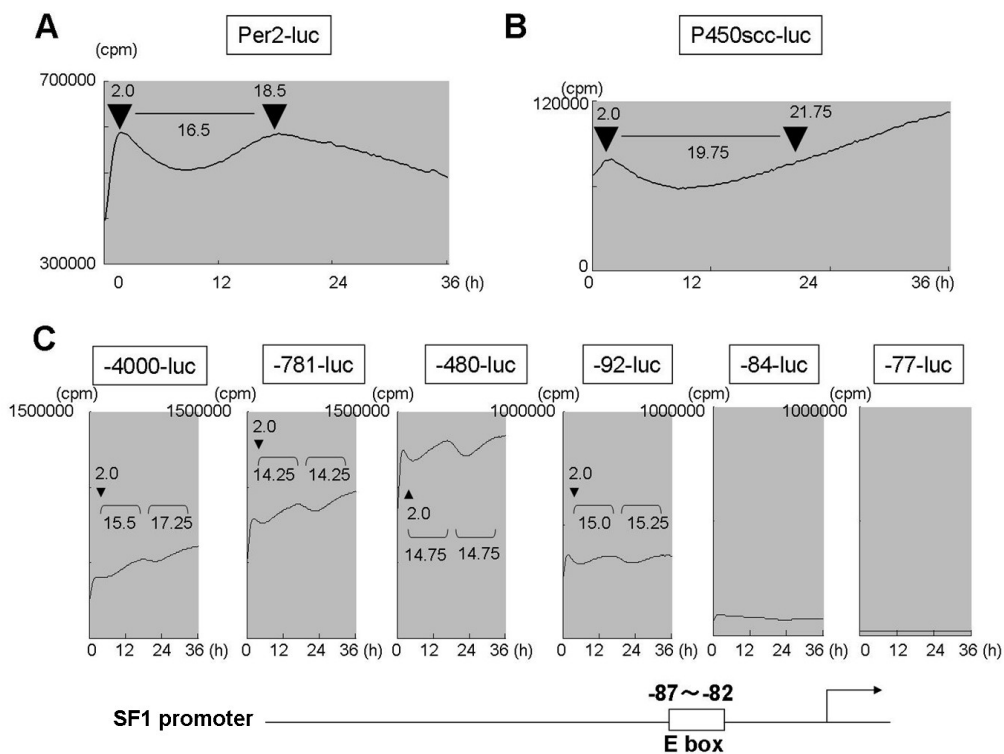 A
Per2-luc
(cpm)
700000
2.0
18.5
16.5
300000
0 12 24 36 (h)
B
P450scc-luc
(cpm)
120000
2.0
21.75
19.75
0
0 12 24 36 (h)
C
-4000-luc
(cpm)
1500000
2.0
15.5 17.25
0 12 24 36 (h)
-781-luc
(cpm)
1500000
2.0
14.25 14.25
0 12 24 36 (h)
-480-luc
(cpm)
1500000
2.0
14.75 14.75
0 12 24 36 (h)
-92-luc
(cpm)
1000000
2.0
15.0 15.25
0 12 24 36 (h)
-84-luc
(cpm)
1000000
0 12 24 36 (h)
-77-luc
(cpm)
1000000
0 12 24 36 (h)
-87～-82
SF1 promoter
E box